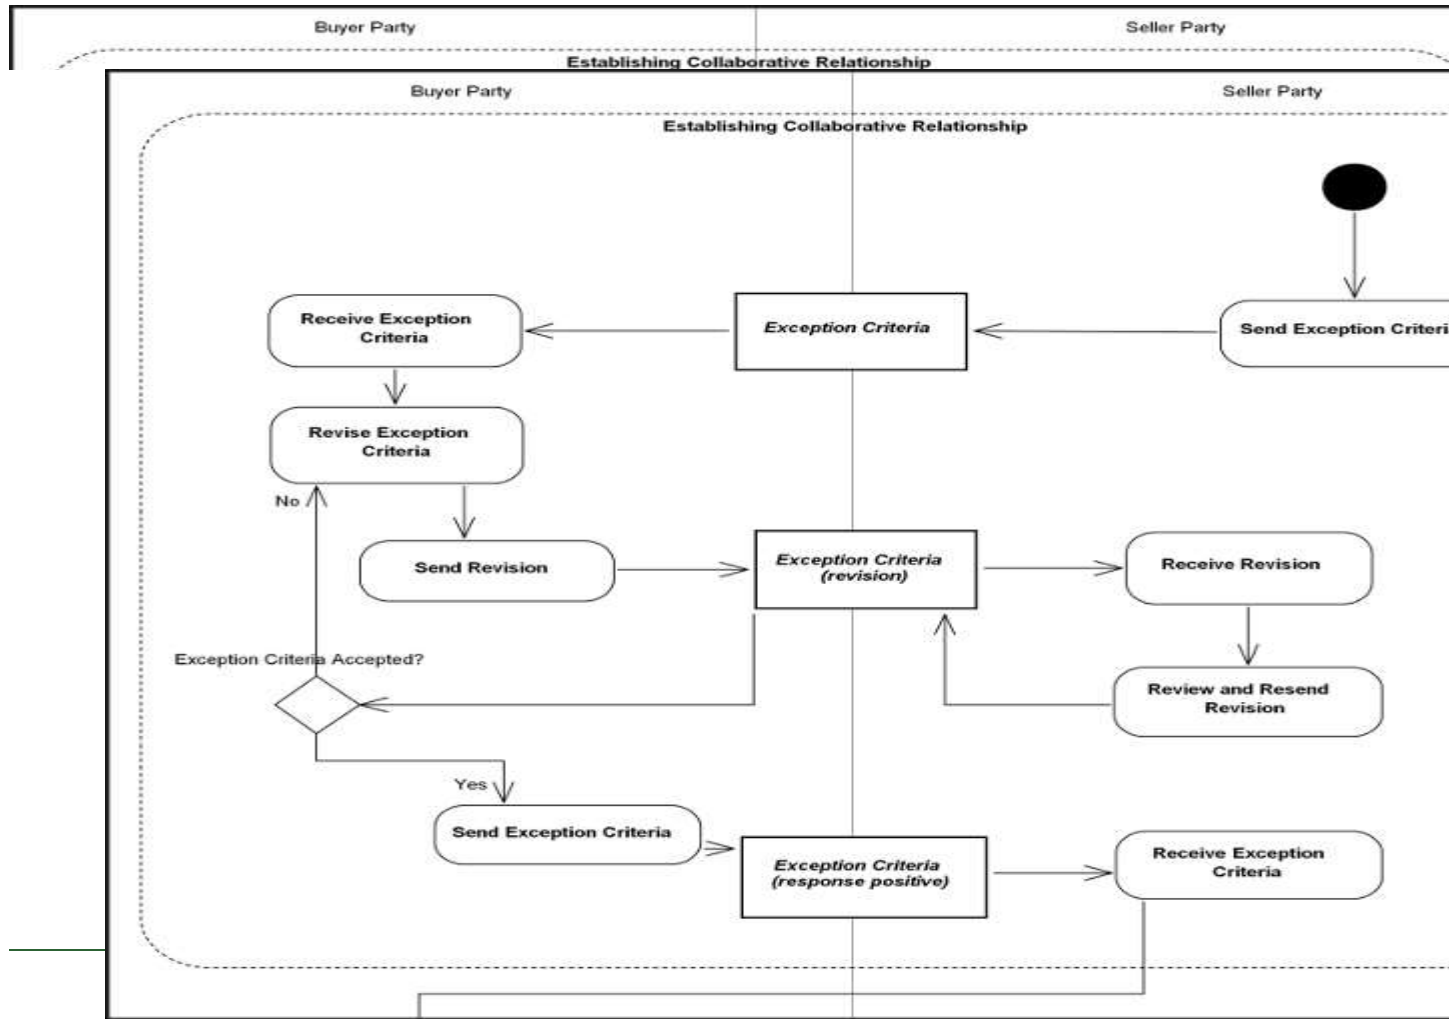 Buyer Party
Seller Party
Establishing Collaborative Relationship
Buyer Party
Seller Party
Establishing Collaborative Relationship
Receive Exception
Criteria
Exception Criteria
Send Exception Criteri
Revise Exception
Criteria
No
Send Revision
Exception Criteria
(revision)
Receive Revision
Exception Criteria Accepted?
Review and Resend
Revision
Yes
Send Exception Criteria
Exception Criteria
(response positive)
Receive Exception
Criteria